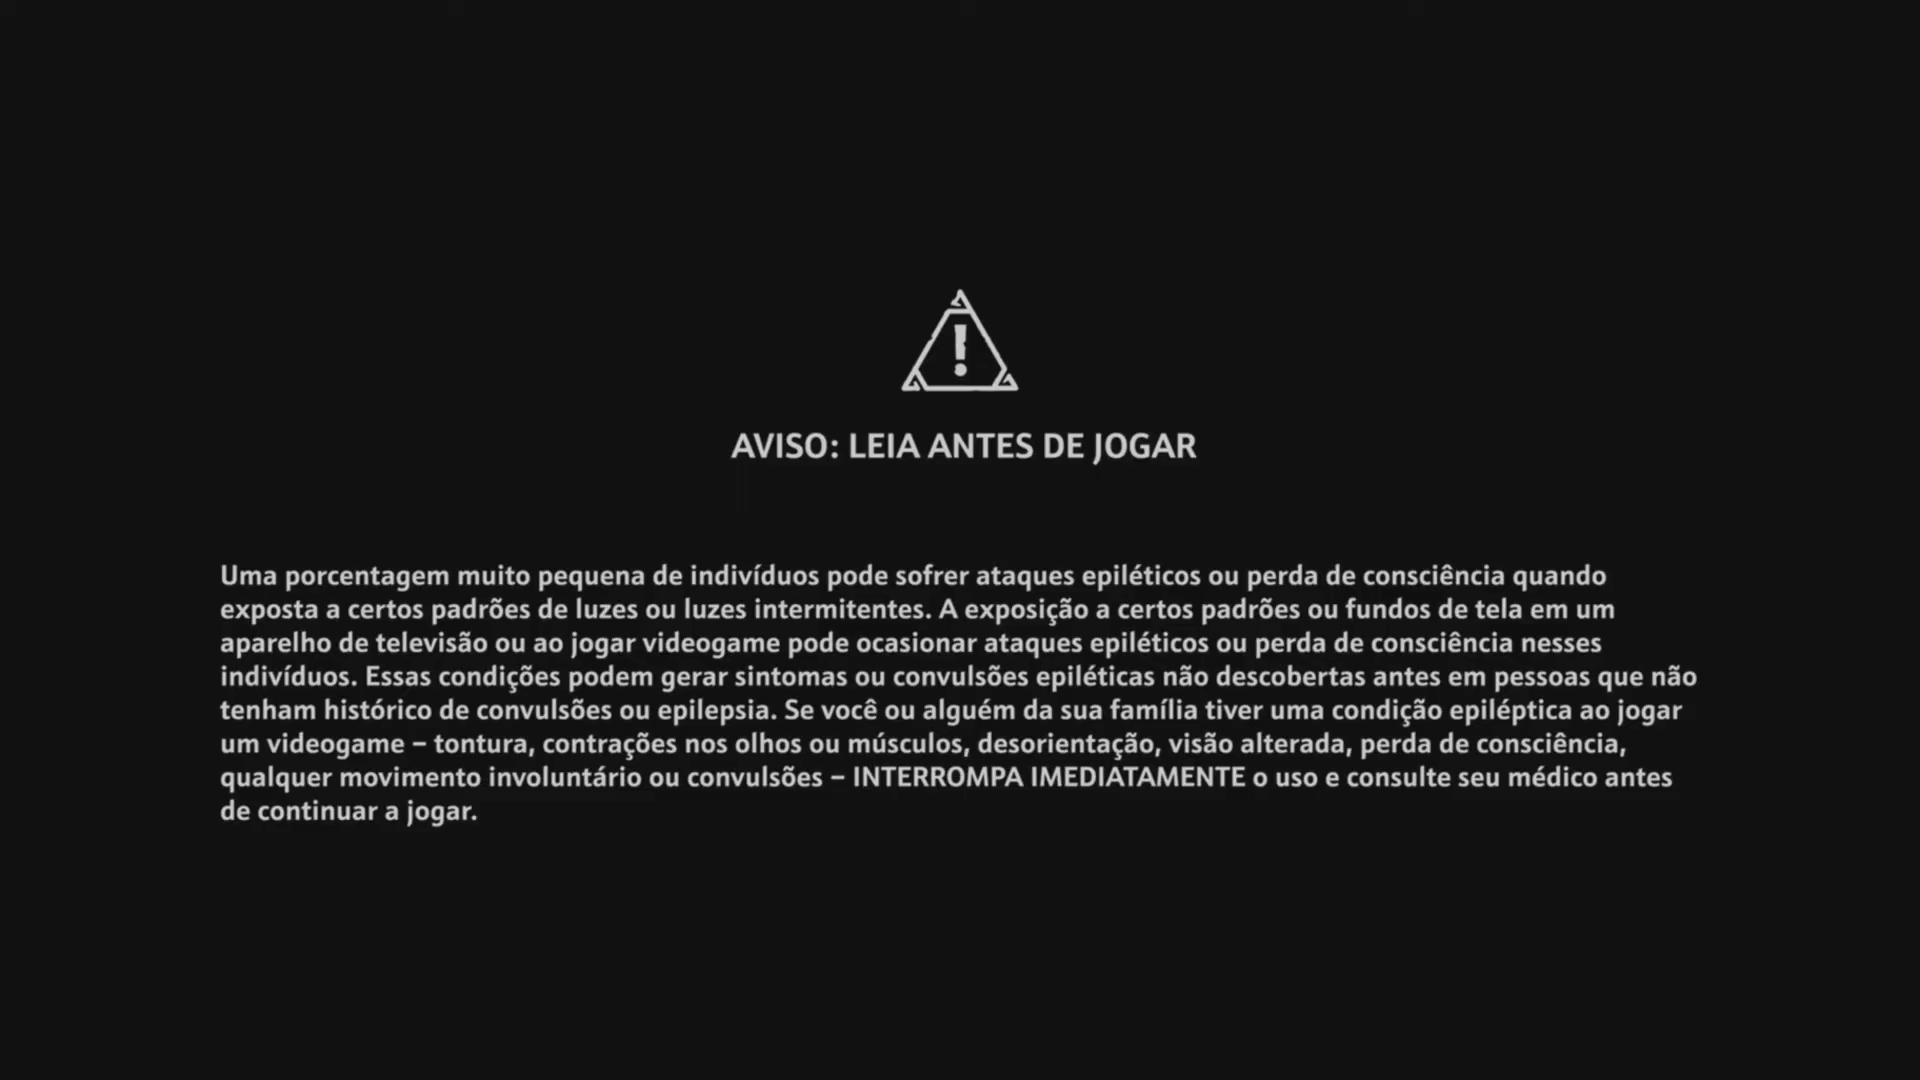 AVISO: LEIA ANTES DE JOGAR
Uma porcentagem muito pequena de indivíduos pode sofrer ataques epiléticos ou perda de consciência quando
exposta a certos padrões de luzes ou luzes intermitentes. A exposição a certos padrões ou fundos de tela em um
aparelho de televisão ou ao jogar videogame pode ocasionar ataques epiléticos ou perda de consciência nesses
indivíduos. Essas condições podem gerar sintomas ou convulsões epiléticas não descobertas antes em pessoas que não
tenham histórico de convulsões ou epilepsia. Se você ou alguém da sua família tiver uma condição epiléptica ao jogar
um videogame – tontura, contrações nos olhos ou músculos, desorientação, visão alterada, perda de consciência,
qualquer movimento involuntário ou convulsões – INTERROMPA IMEDIATAMENTE o uso e consulte seu médico antes
de continuar a jogar.